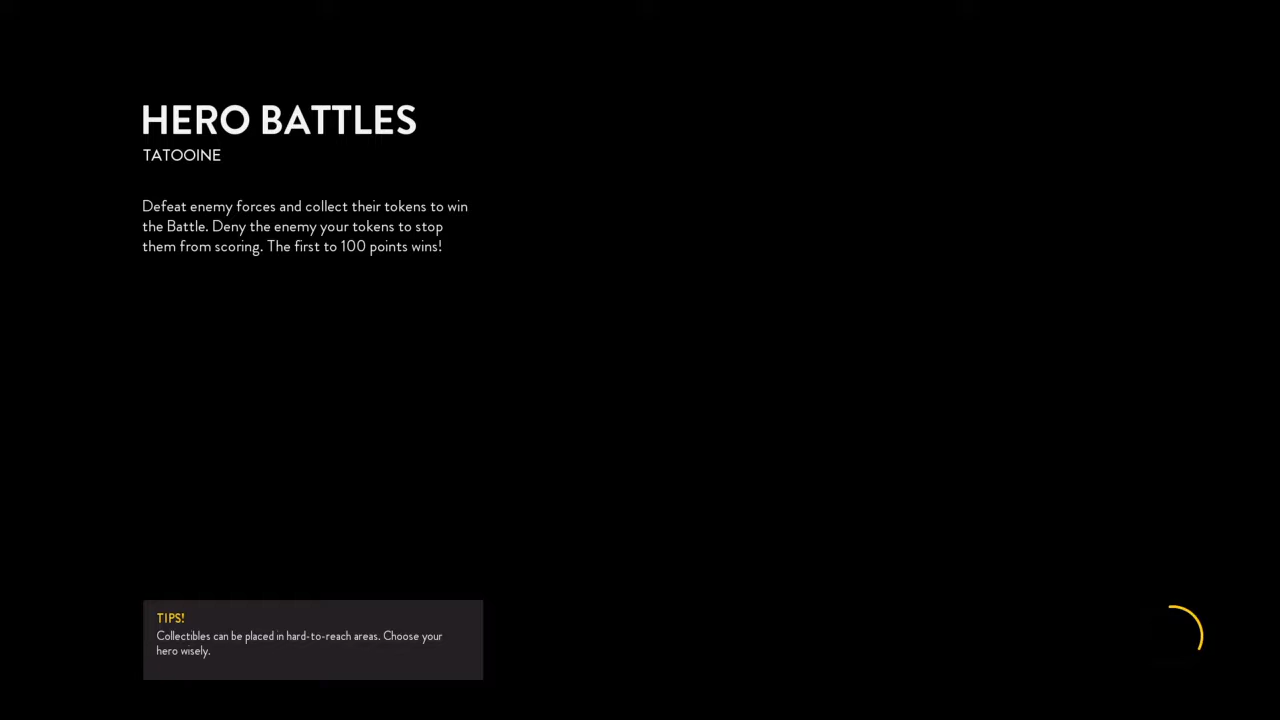 HERO BATTLES
TATOOINE
Defeat enemy forces and collect their tokens to win
the Battle. Deny the enemy your tokens to stop
them from scoring. The first to 100 points wins!
TIPS!
Collectibles can be placed in hard-to-reach areas. Choose your
hero wisely.